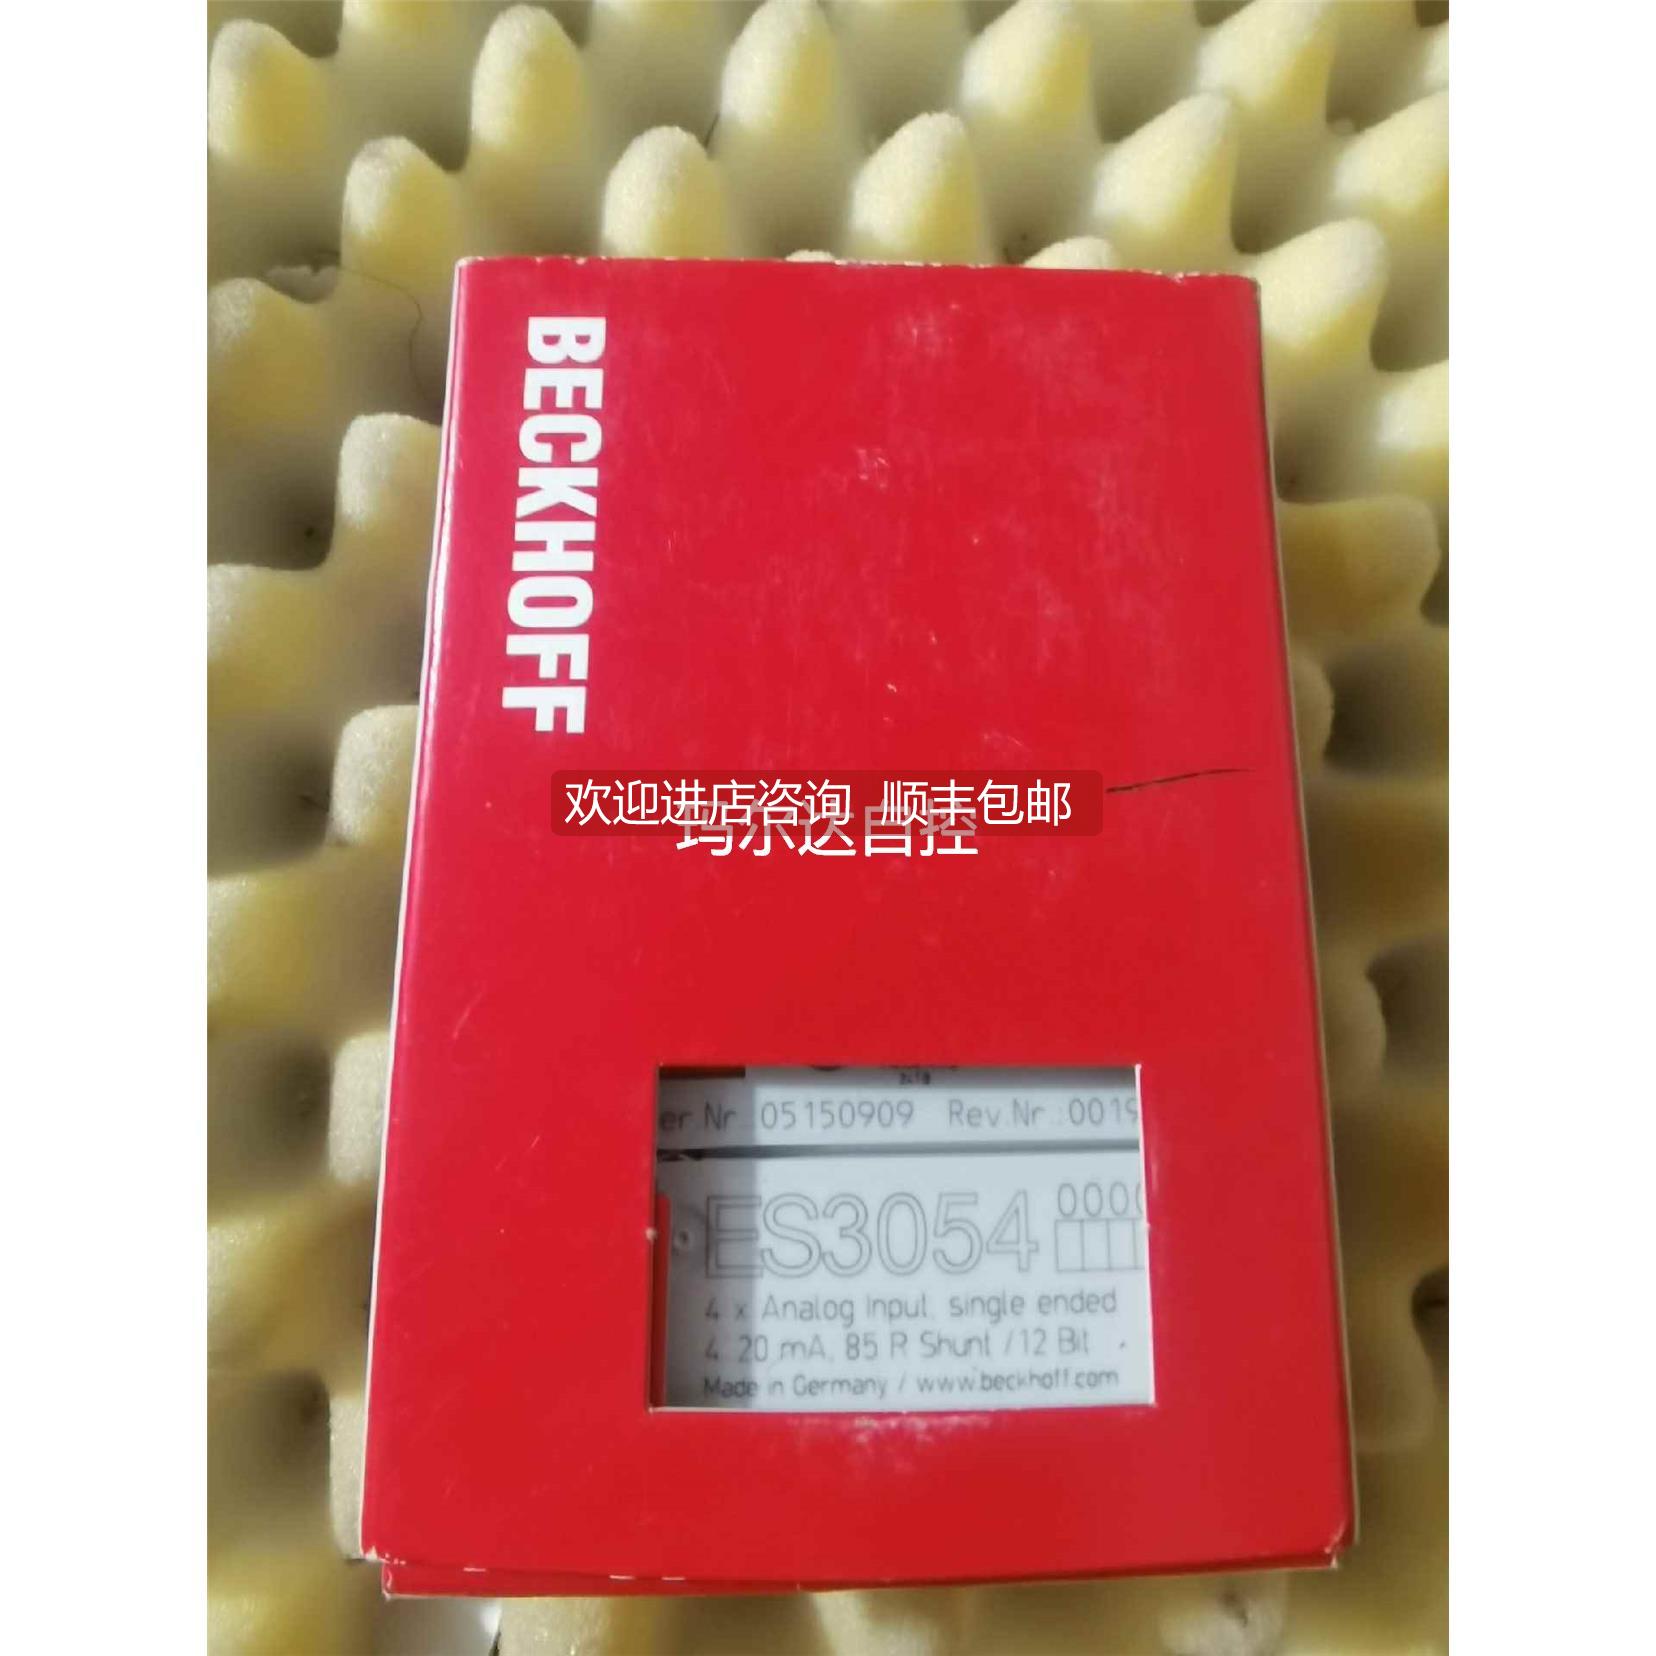 BECKHOFF
欢迎进店咨询 顺丰包邮
玛尔达自控
2418
er Nr.: 05150909 Rev.Nr.: 0019
ES3054 000
4 x Analog Input, single ended
4..20 mA, 85 R Shunt / 12 Bit
Made in Germany / www.beckhoff.com